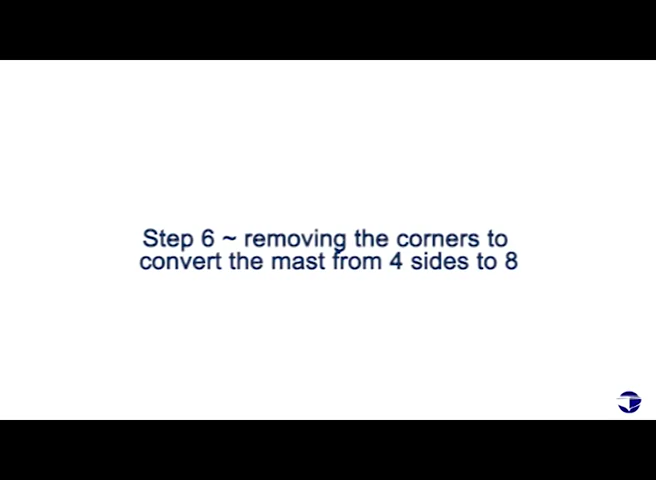 Step 6 ~ removing the corners to
convert the mast from 4 sides to 8